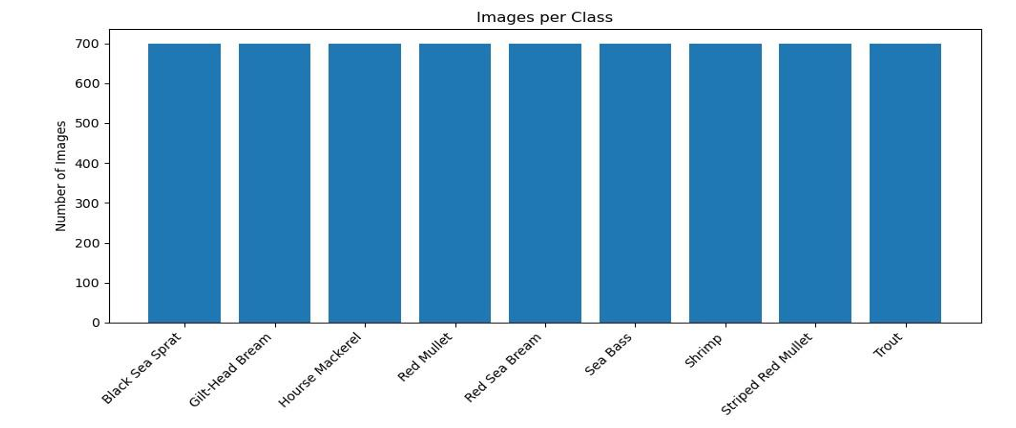 Images per Class
Number of Images
700
600
500
400
300
200
100
0
Black Sea Sprat
Gilt-Head Bream
Hourse Mackerel
Red Mullet
Red Sea Bream
Sea Bass
Shrimp
Striped Red Mullet
Trout